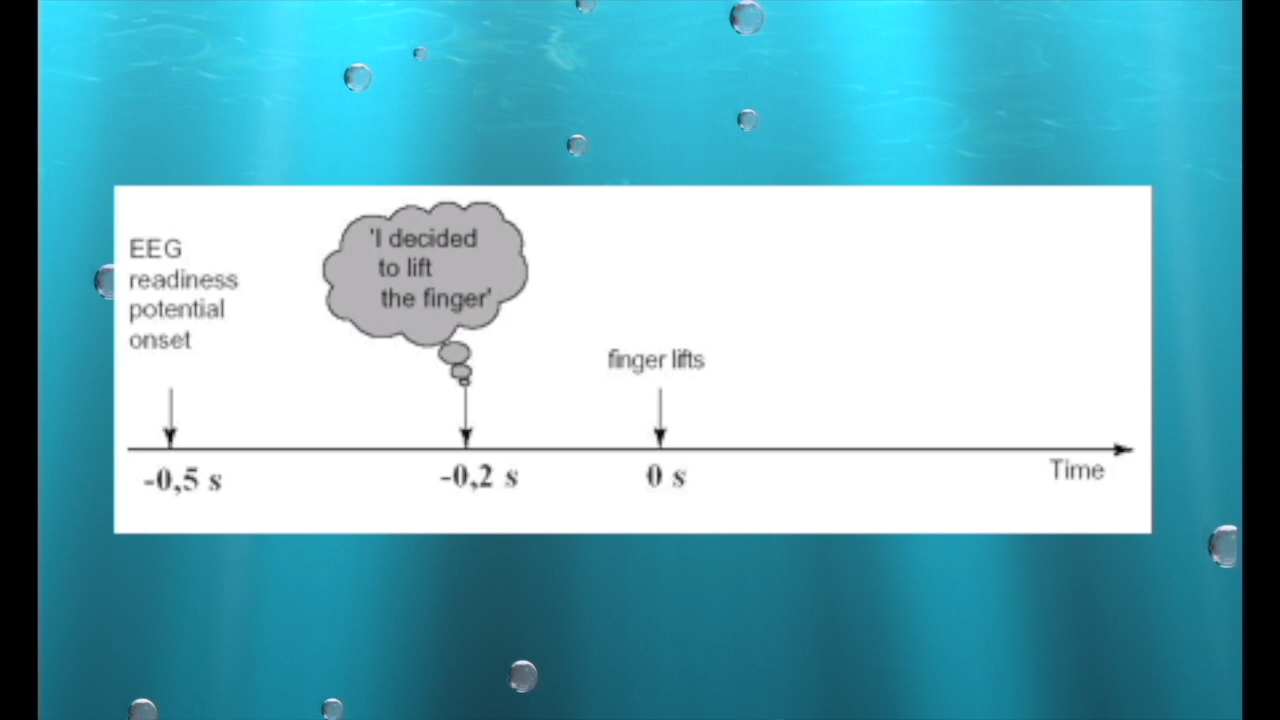 EEG
readiness
potential
onset
'I decided
to lift
the finger'
finger lifts
-0,5 s
-0,2 s
0 s
Time